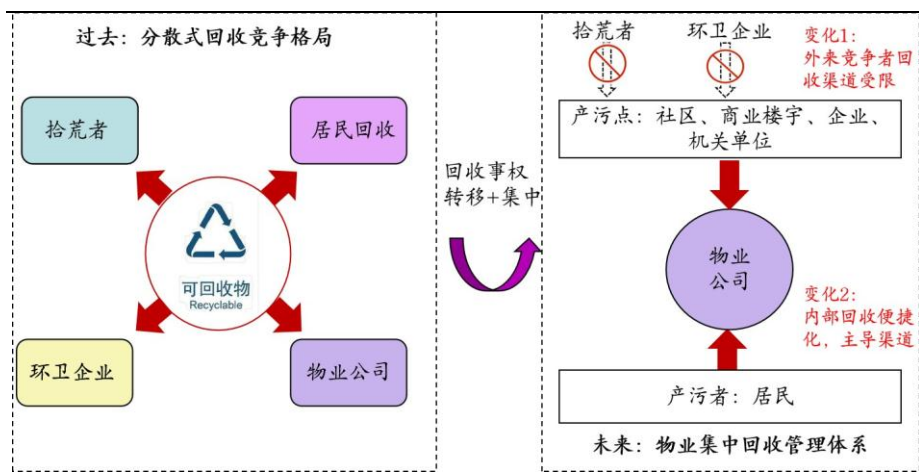 过去：分散式回收竞争格局
拾荒者
居民回收
可回收物
Recyclable
环卫企业
物业公司
回收事权
转移+集中
拾荒者
环卫企业
变化1：
外来竞争者回
收渠道受限
产污点：社区、商业楼宇、企业、
机关单位
物业
公司
变化2：
内部回收便捷
化，主导渠道
产污者：居民
未来：物业集中回收管理体系